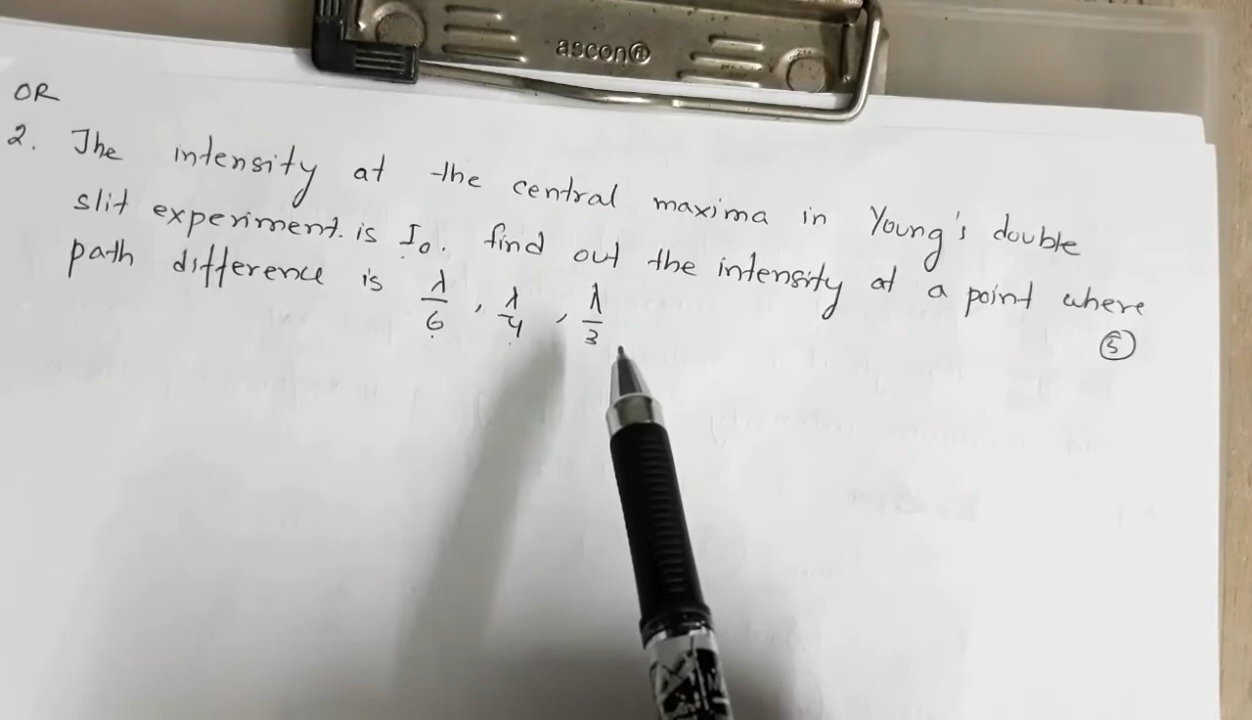 ascon®
OR
2. The intensity at the central maxima in Young's double
slit experiment. is I₀. find out the intensity at a point where
path difference is λ/6, λ/4, λ/3
5